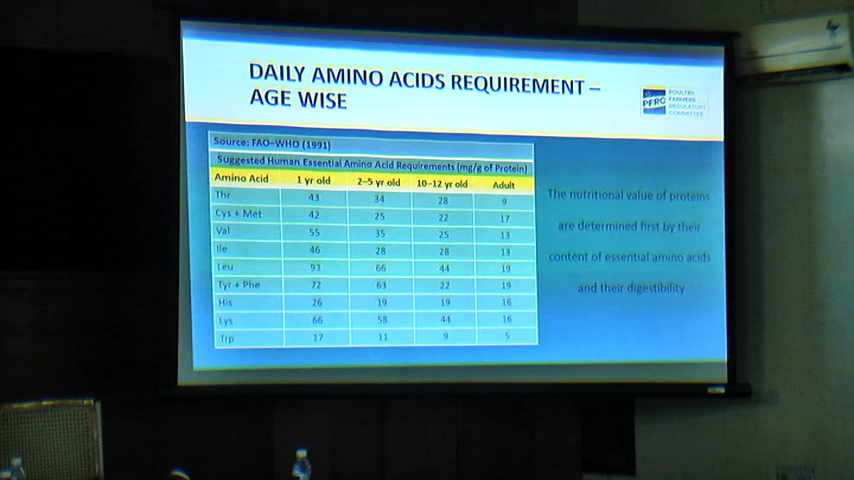 DAILY AMINO ACIDS REQUIREMENT –
AGE WISE
PFRC
POULTRY
FARMERS
REGULATORY
COMMITTEE
Source: FAO–WHO (1991)
Suggested Human Essential Amino Acid Requirements (mg/g of Protein)
Amino Acid 1 yr old 2–5 yr old 10–12 yr old Adult
Thr 43 34 28 9
Cys + Met 42 25 22 17
Val 55 35 25 13
Ile 46 28 28 13
Leu 93 66 44 19
Tyr + Phe 72 63 22 19
His 26 19 19 16
Lys 66 58 44 16
Trp 17 11 9 5
The nutritional value of proteins
are determined first by their
content of essential amino acids
and their digestibility